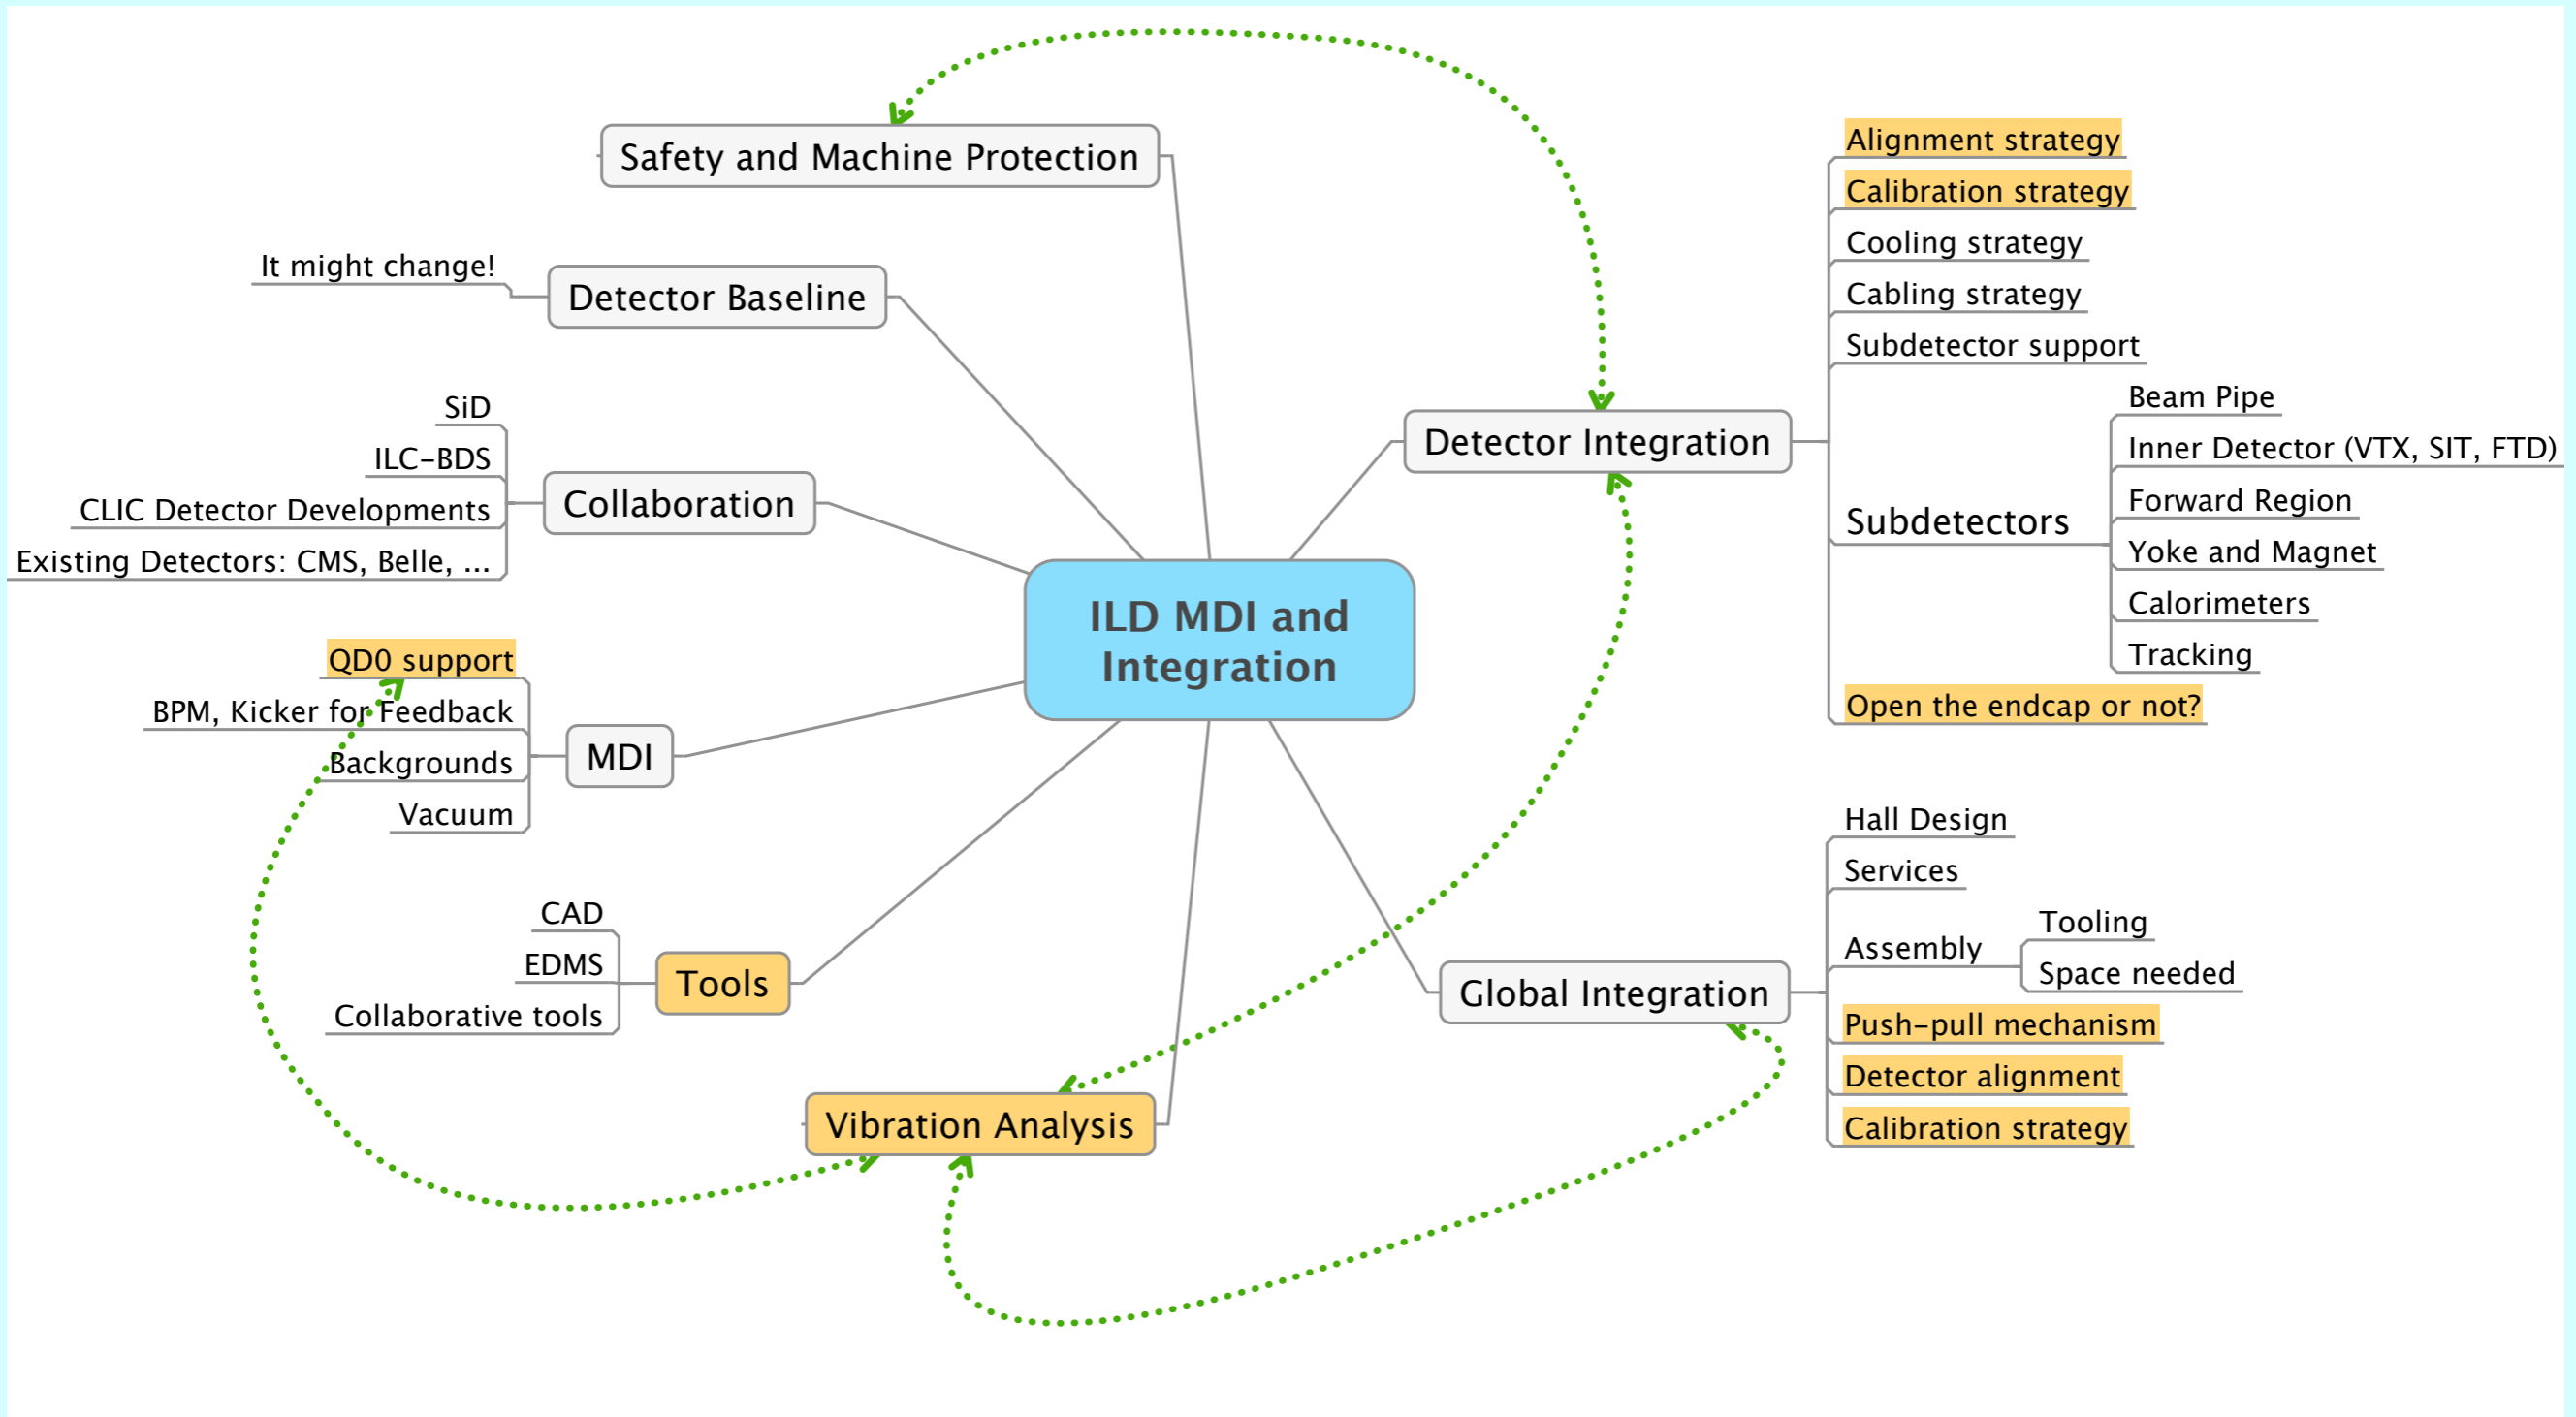 Safety and Machine Protection
It might change!
Detector Baseline
SiD
ILC-BDS
CLIC Detector Developments
Existing Detectors: CMS, Belle, ...
Collaboration
QD0 support
BPM, Kicker for Feedback
Backgrounds
Vacuum
MDI
CAD
EDMS
Collaborative tools
Tools
Vibration Analysis
ILD MDI and
Integration
Detector Integration
Alignment strategy
Calibration strategy
Cooling strategy
Cabling strategy
Subdetector support
Subdetectors
Beam Pipe
Inner Detector (VTX, SIT, FTD)
Forward Region
Yoke and Magnet
Calorimeters
Tracking
Open the endcap or not?
Global Integration
Hall Design
Services
Assembly
Tooling
Space needed
Push-pull mechanism
Detector alignment
Calibration strategy